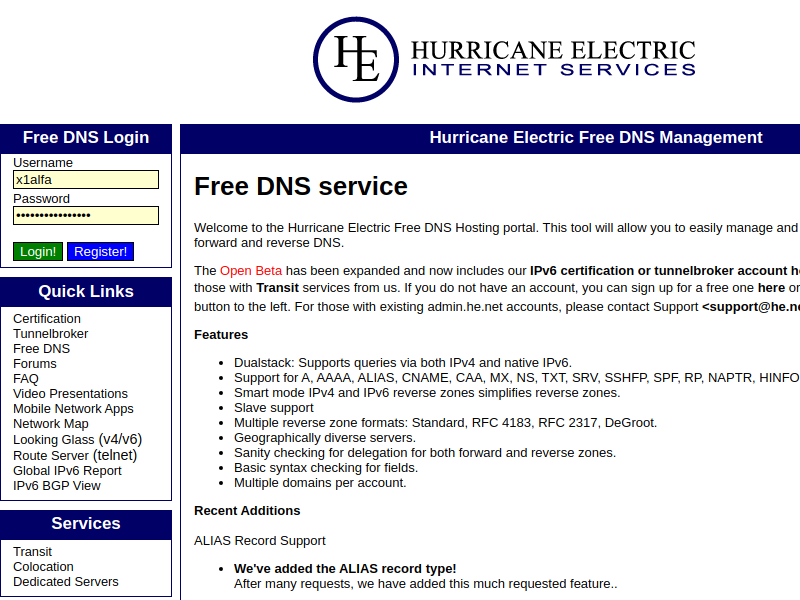 HE
HURRICANE ELECTRIC
INTERNET SERVICES
Free DNS Login
Username
x1alfa
Password
••••••••••••••••
Login! Register!
Quick Links
Certification
Tunnelbroker
Free DNS
Forums
FAQ
Video Presentations
Mobile Network Apps
Network Map
Looking Glass (v4/v6)
Route Server (telnet)
Global IPv6 Report
IPv6 BGP View
Services
Transit
Colocation
Dedicated Servers
Hurricane Electric Free DNS Management
Free DNS service
Welcome to the Hurricane Electric Free DNS Hosting portal. This tool will allow you to easily manage and
forward and reverse DNS.
The Open Beta has been expanded and now includes our IPv6 certification or tunnelbroker account
those with Transit services from us. If you do not have an account, you can sign up for a free one here or
button to the left. For those with existing admin.he.net accounts, please contact Support <support@he.ne
Features
• Dualstack: Supports queries via both IPv4 and native IPv6.
• Support for A, AAAA, ALIAS, CNAME, CAA, MX, NS, TXT, SRV, SSHFP, SPF, RP, NAPTR, HINFO
• Smart mode IPv4 and IPv6 reverse zones simplifies reverse zones.
• Slave support
• Multiple reverse zone formats: Standard, RFC 4183, RFC 2317, DeGroot.
• Geographically diverse servers.
• Sanity checking for delegation for both forward and reverse zones.
• Basic syntax checking for fields.
• Multiple domains per account.
Recent Additions
ALIAS Record Support
• We've added the ALIAS record type!
After many requests, we have added this much requested feature..